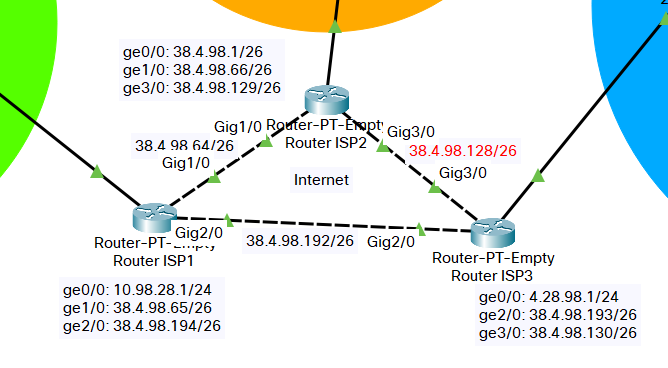 ge0/0: 38.4.98.1/26
ge1/0: 38.4.98.66/26
ge3/0: 38.4.98.129/26
Gig1/0
Router-PT-Empty
Router ISP2
Gig3/0
38.4.98.64/26
Gig1/0
38.4.98.128/26
Gig3/0
Internet
Gig2/0
Router-PT-Empty
Router ISP1
38.4.98.192/26
Gig2/0
Router-PT-Empty
Router ISP3
ge0/0: 10.98.28.1/24
ge1/0: 38.4.98.65/26
ge2/0: 38.4.98.194/26
ge0/0: 4.28.98.1/24
ge2/0: 38.4.98.193/26
ge3/0: 38.4.98.130/26